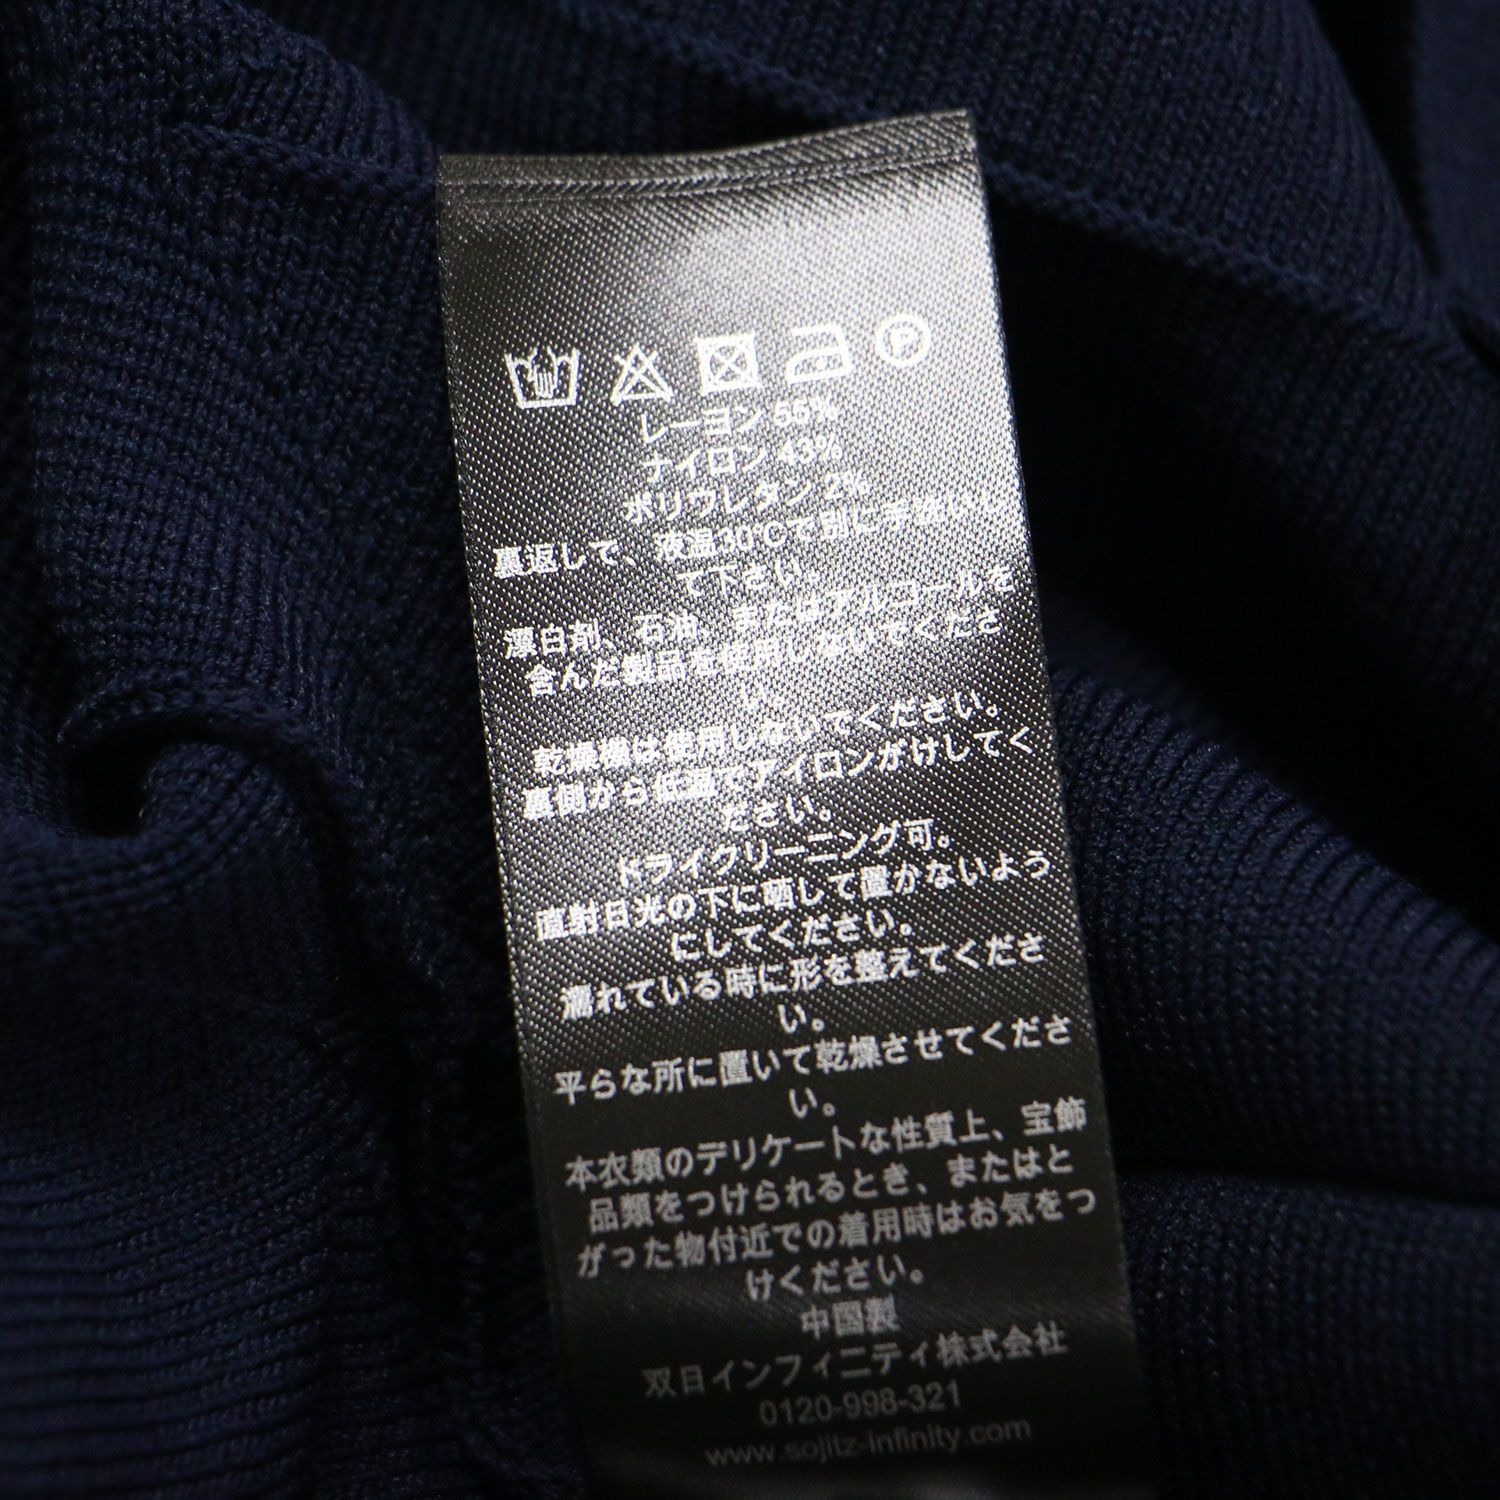 レーヨン 55%
ナイロン 43%
ポリウレタン 2%
裏返して、液温30℃で別に手洗いし
て下さい。
漂白剤、石油、またはアルコールを
含んだ製品を使用しないでくださ
い。
乾燥機は使用しないでください。
裏側から低温でアイロンがけしてく
ださい。
ドライクリーニング可。
直射日光の下に晒して置かないよう
にしてください。
濡れている時に形を整えてくださ
い。
平らな所に置いて乾燥させてくださ
い。
本衣類のデリケートな性質上、宝飾
品類をつけられるとき、またはと
がった物付近での着用時はお気をつ
けください。
中国製
双日インフィニティ株式会社
0120-998-321
www.sojitz-infinity.com